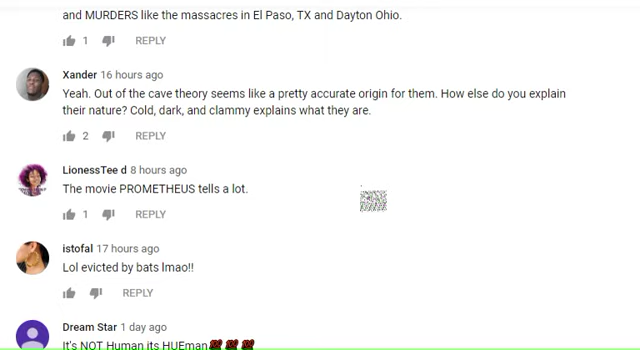 and MURDERS like the massacres in El Paso, TX and Dayton Ohio.
1 REPLY
Xander 16 hours ago
Yeah. Out of the cave theory seems like a pretty accurate origin for them. How else do you explain
their nature? Cold, dark, and clammy explains what they are.
2 REPLY
LionessTee d 8 hours ago
The movie PROMETHEUS tells a lot.
1 REPLY
istofal 17 hours ago
Lol evicted by bats lmao!!
REPLY
Dream Star 1 day ago
It's NOT Human its HUEman💯💯💯